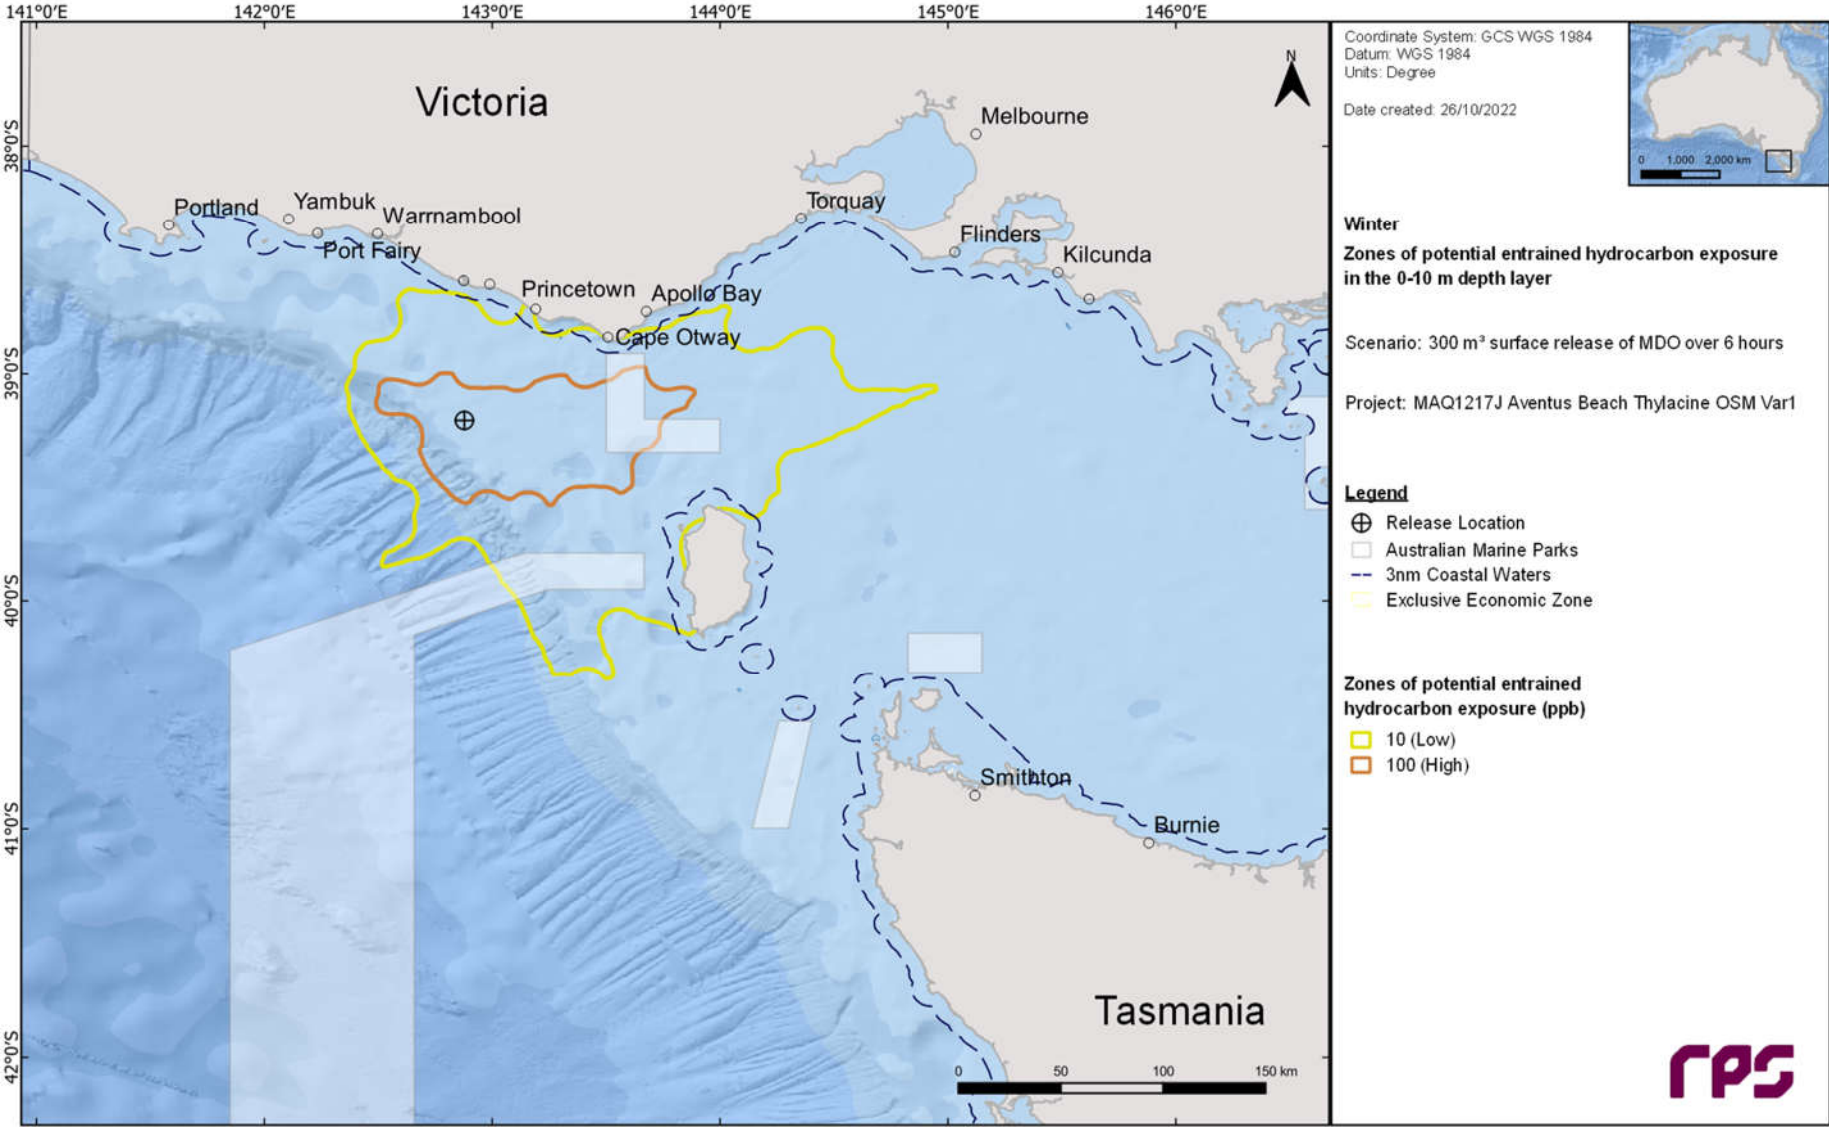 141°0'E 142°0'E 143°0'E 144°0'E 145°0'E 146°0'E
38°0'S
39°0'S
40°0'S
41°0'S
42°0'S
Victoria
N
Melbourne
Portland
Yambuk
Warrnambool
Port Fairy
Torquay
Flinders
Kilcunda
Princetown
Apollo Bay
Cape Otway
Smithton
Burnie
Tasmania
0 50 100 150 km
Coordinate System: GCS WGS 1984
Datum: WGS 1984
Units: Degree
Date created: 26/10/2022
0 1,000 2,000 km
Winter
Zones of potential entrained hydrocarbon exposure
in the 0-10 m depth layer
Scenario: 300 m³ surface release of MDO over 6 hours
Project: MAQ1217J Aventus Beach Thylacine OSM Var1
Legend
Release Location
Australian Marine Parks
3nm Coastal Waters
Exclusive Economic Zone
Zones of potential entrained
hydrocarbon exposure (ppb)
10 (Low)
100 (High)
rps